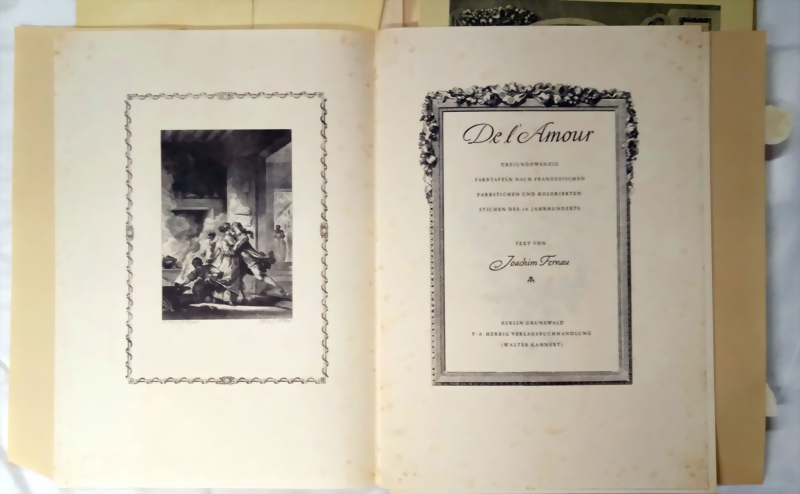 De l'Amour
DREIUNDZWANZIG
FARBTAFELN NACH FRANZÖSISCHEN
FARBSTICHEN UND KOLORIERTEN
STICHEN DES 18. JAHRHUNDERTS
TEXT VON
Joachim Fernau
BERLIN GRUNEWALD
F·A·HERBIG VERLAGSBUCHHANDLUNG
(WALTER KAHNERT)